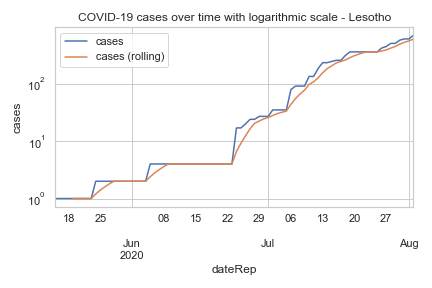 COVID-19 cases over time with logarithmic scale - Lesotho
cases
cases (rolling)
cases
10²
10¹
10⁰
18 25 08 15 22 29 06 13 20 27
Jun Jul Aug
2020
dateRep